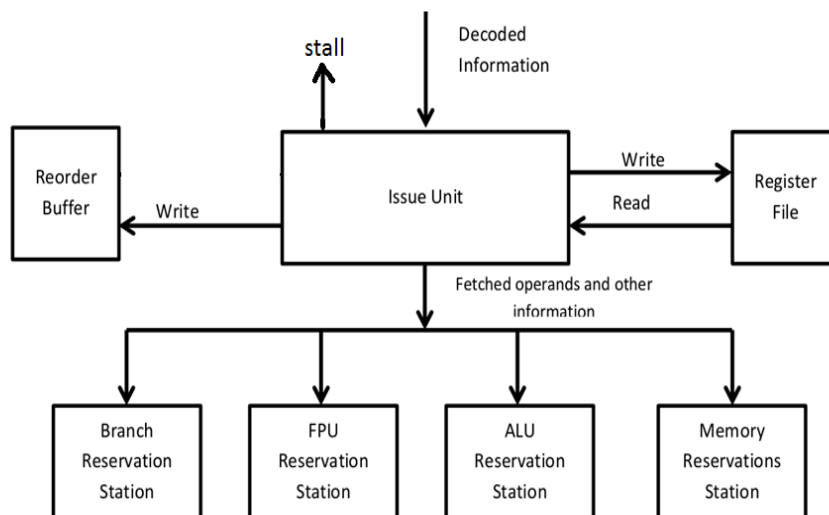 stall
Decoded
Information
Reorder
Buffer
Write
Issue Unit
Write
Read
Register
File
Fetched operands and other
information
Branch
Reservation
Station
FPU
Reservation
Station
ALU
Reservation
Station
Memory
Reservations
Station